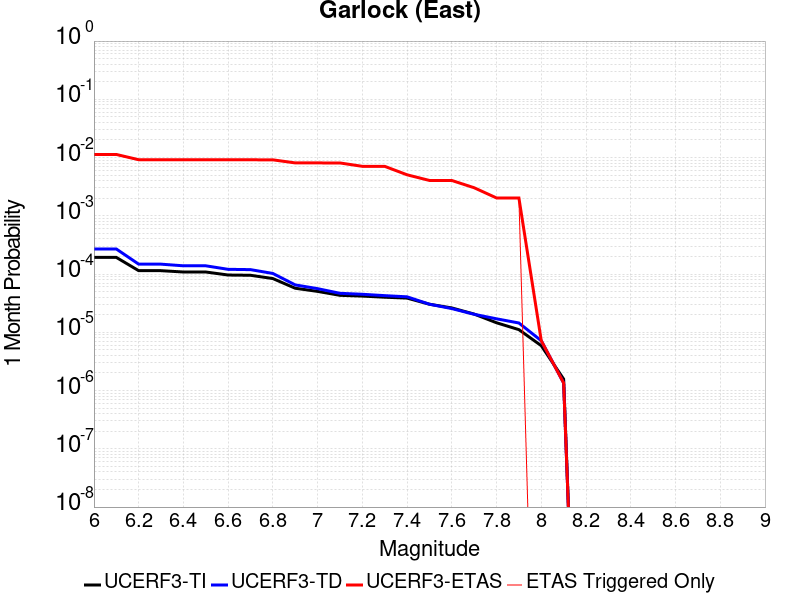 Garlock (East)
10^0
10^-1
10^-2
10^-3
10^-4
10^-5
10^-6
10^-7
10^-8
1 Month Probability
6 6.2 6.4 6.6 6.8 7 7.2 7.4 7.6 7.8 8 8.2 8.4 8.6 8.8 9
Magnitude
UCERF3-TI UCERF3-TD UCERF3-ETAS ETAS Triggered Only